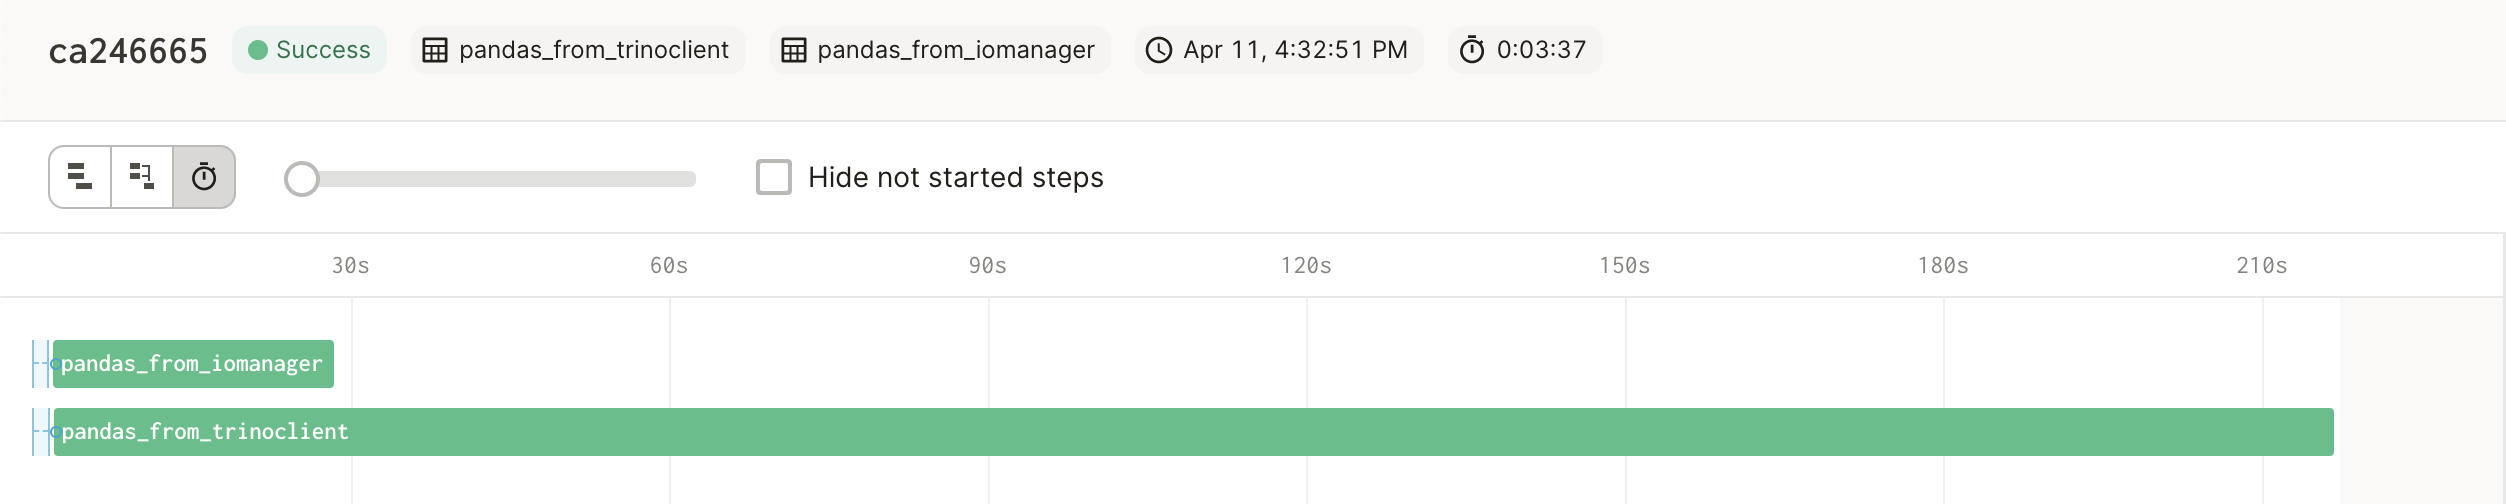 ca246665 Success pandas_from_trinoclient pandas_from_iomanager Apr 11, 4:32:51 PM 0:03:37
Hide not started steps
30s 60s 90s 120s 150s 180s 210s
pandas_from_iomanager
pandas_from_trinoclient